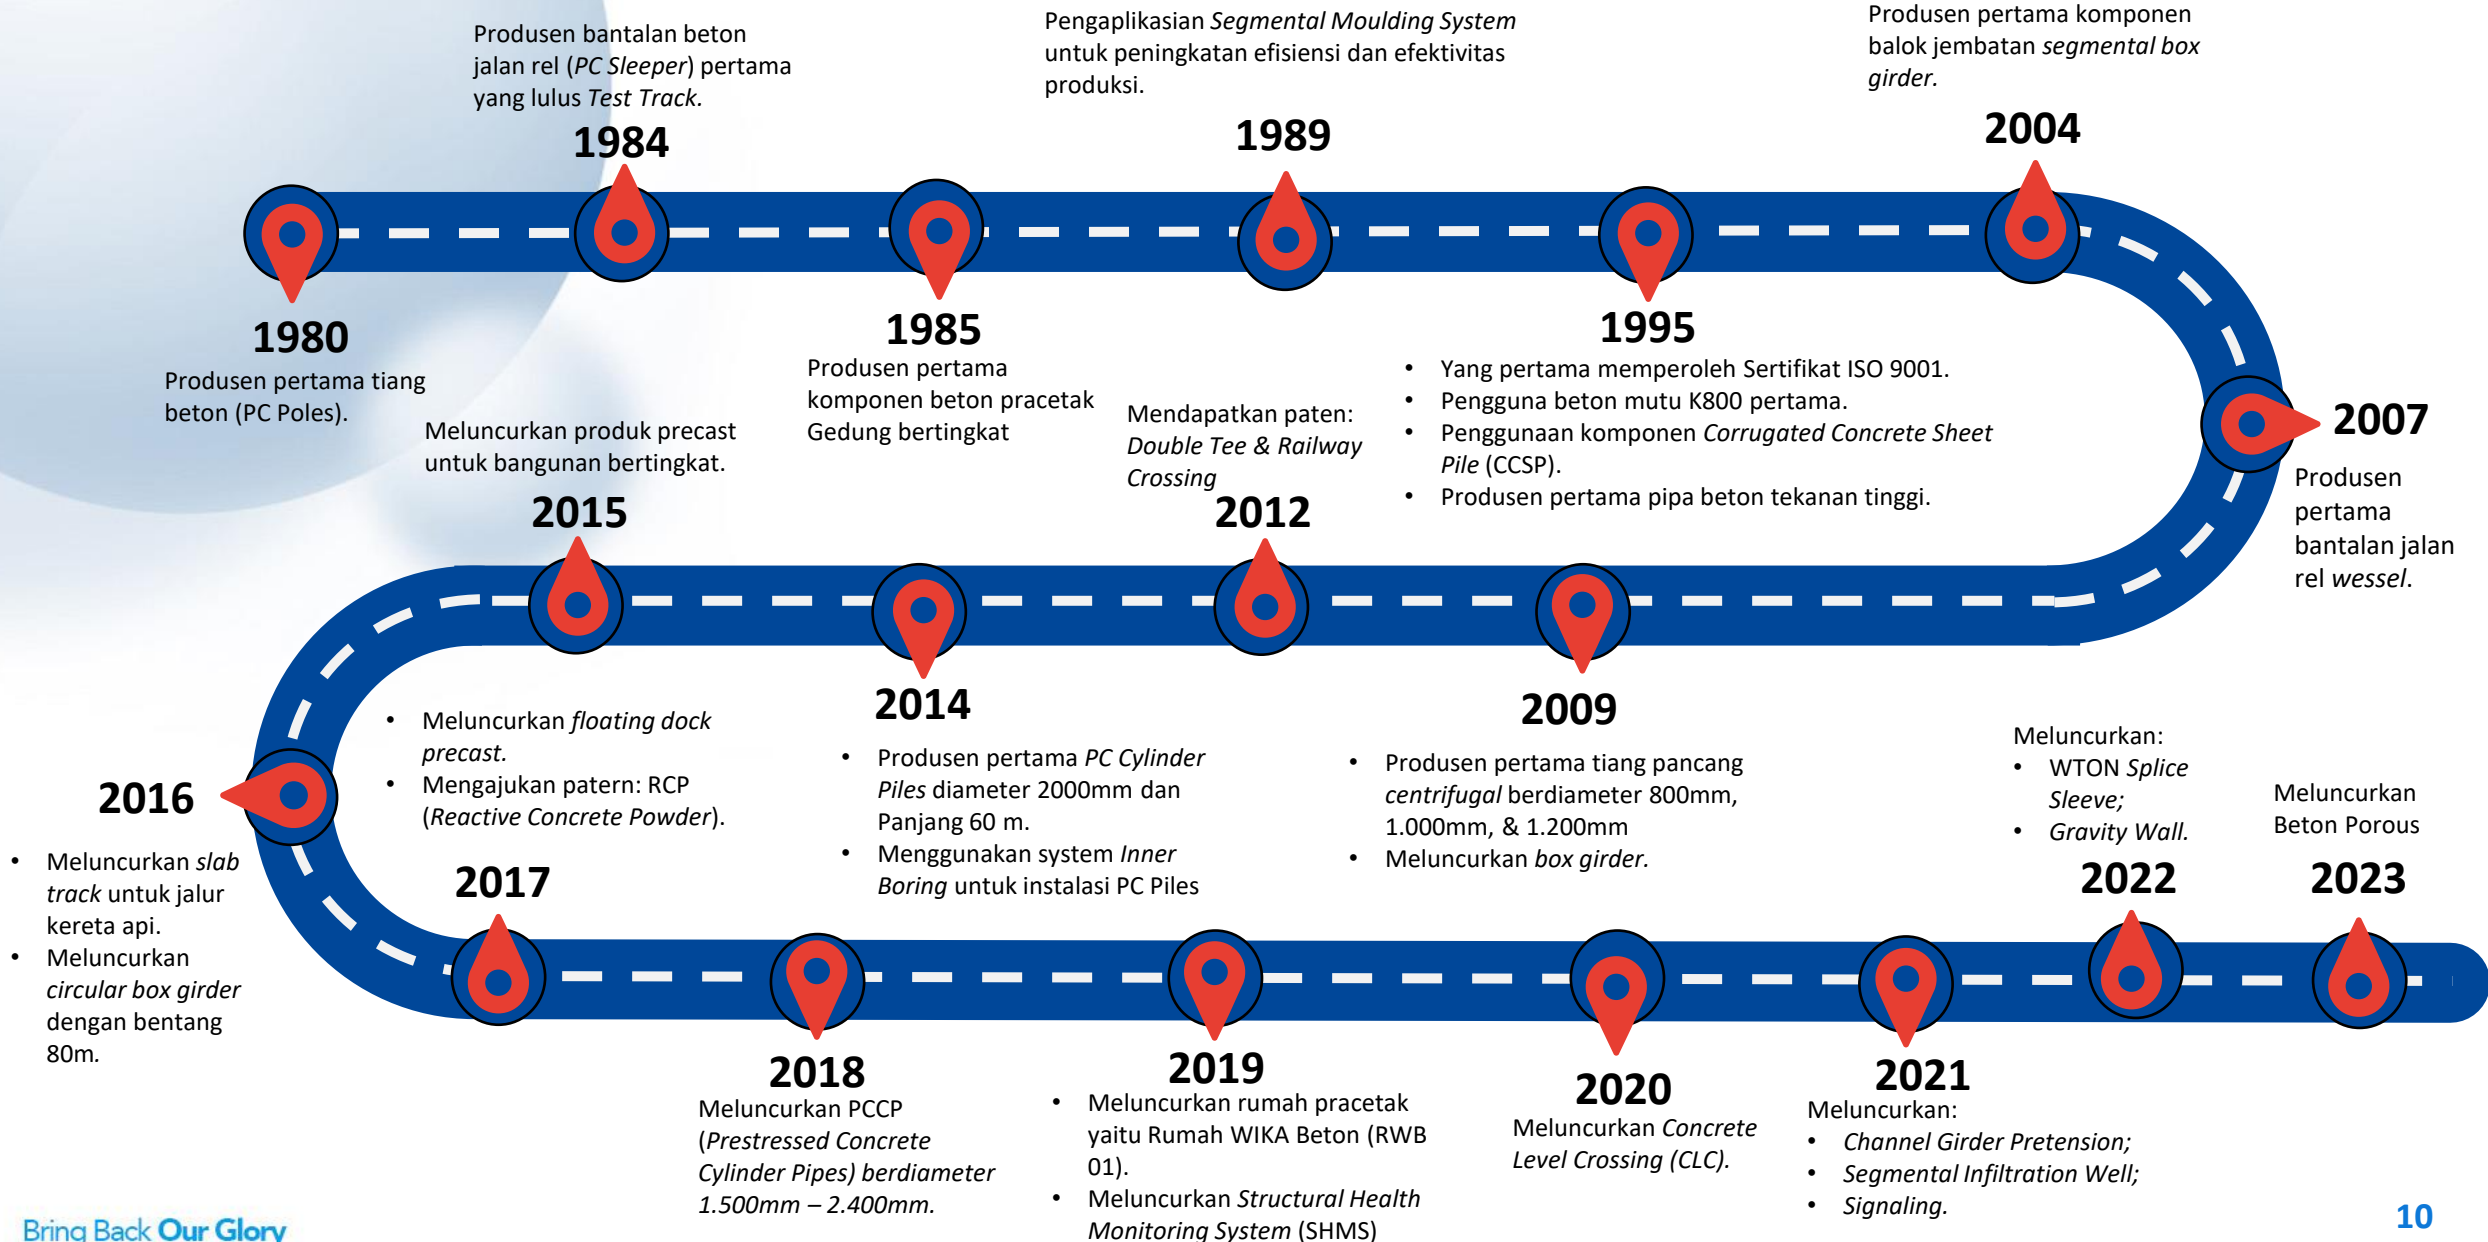 Produsen bantalan beton
jalan rel (PC Sleeper) pertama
yang lulus Test Track.
1984
Pengaplikasian Segmental Moulding System
untuk peningkatan efisiensi dan efektivitas
produksi.
1989
Produsen pertama komponen
balok jembatan segmental box
girder.
2004
1980
Produsen pertama tiang
beton (PC Poles).
1985
Produsen pertama
komponen beton pracetak
Gedung bertingkat
1995
• Yang pertama memperoleh Sertifikat ISO 9001.
• Pengguna beton mutu K800 pertama.
• Penggunaan komponen Corrugated Concrete Sheet
Pile (CCSP).
• Produsen pertama pipa beton tekanan tinggi.
2007
Produsen
pertama
bantalan jalan
rel wessel.
Meluncurkan produk precast
untuk bangunan bertingkat.
2015
Mendapatkan paten:
Double Tee & Railway
Crossing
2012
2014
• Produsen pertama PC Cylinder
Piles diameter 2000mm dan
Panjang 60 m.
• Menggunakan system Inner
Boring untuk instalasi PC Piles
2009
• Produsen pertama tiang pancang
centrifugal berdiameter 800mm,
1.000mm, & 1.200mm
• Meluncurkan box girder.
2016
• Meluncurkan slab
track untuk jalur
kereta api.
• Meluncurkan
circular box girder
dengan bentang
80m.
• Meluncurkan floating dock
precast.
• Mengajukan patern: RCP
(Reactive Concrete Powder).
2017
Meluncurkan:
• WTON Splice
Sleeve;
• Gravity Wall.
2022
Meluncurkan
Beton Porous
2023
2018
Meluncurkan PCCP
(Prestressed Concrete
Cylinder Pipes) berdiameter
1.500mm – 2.400mm.
2019
• Meluncurkan rumah pracetak
yaitu Rumah WIKA Beton (RWB
01).
• Meluncurkan Structural Health
Monitoring System (SHMS)
2020
Meluncurkan Concrete
Level Crossing (CLC).
2021
Meluncurkan:
• Channel Girder Pretension;
• Segmental Infiltration Well;
• Signaling.
Bring Back Our Glory
10